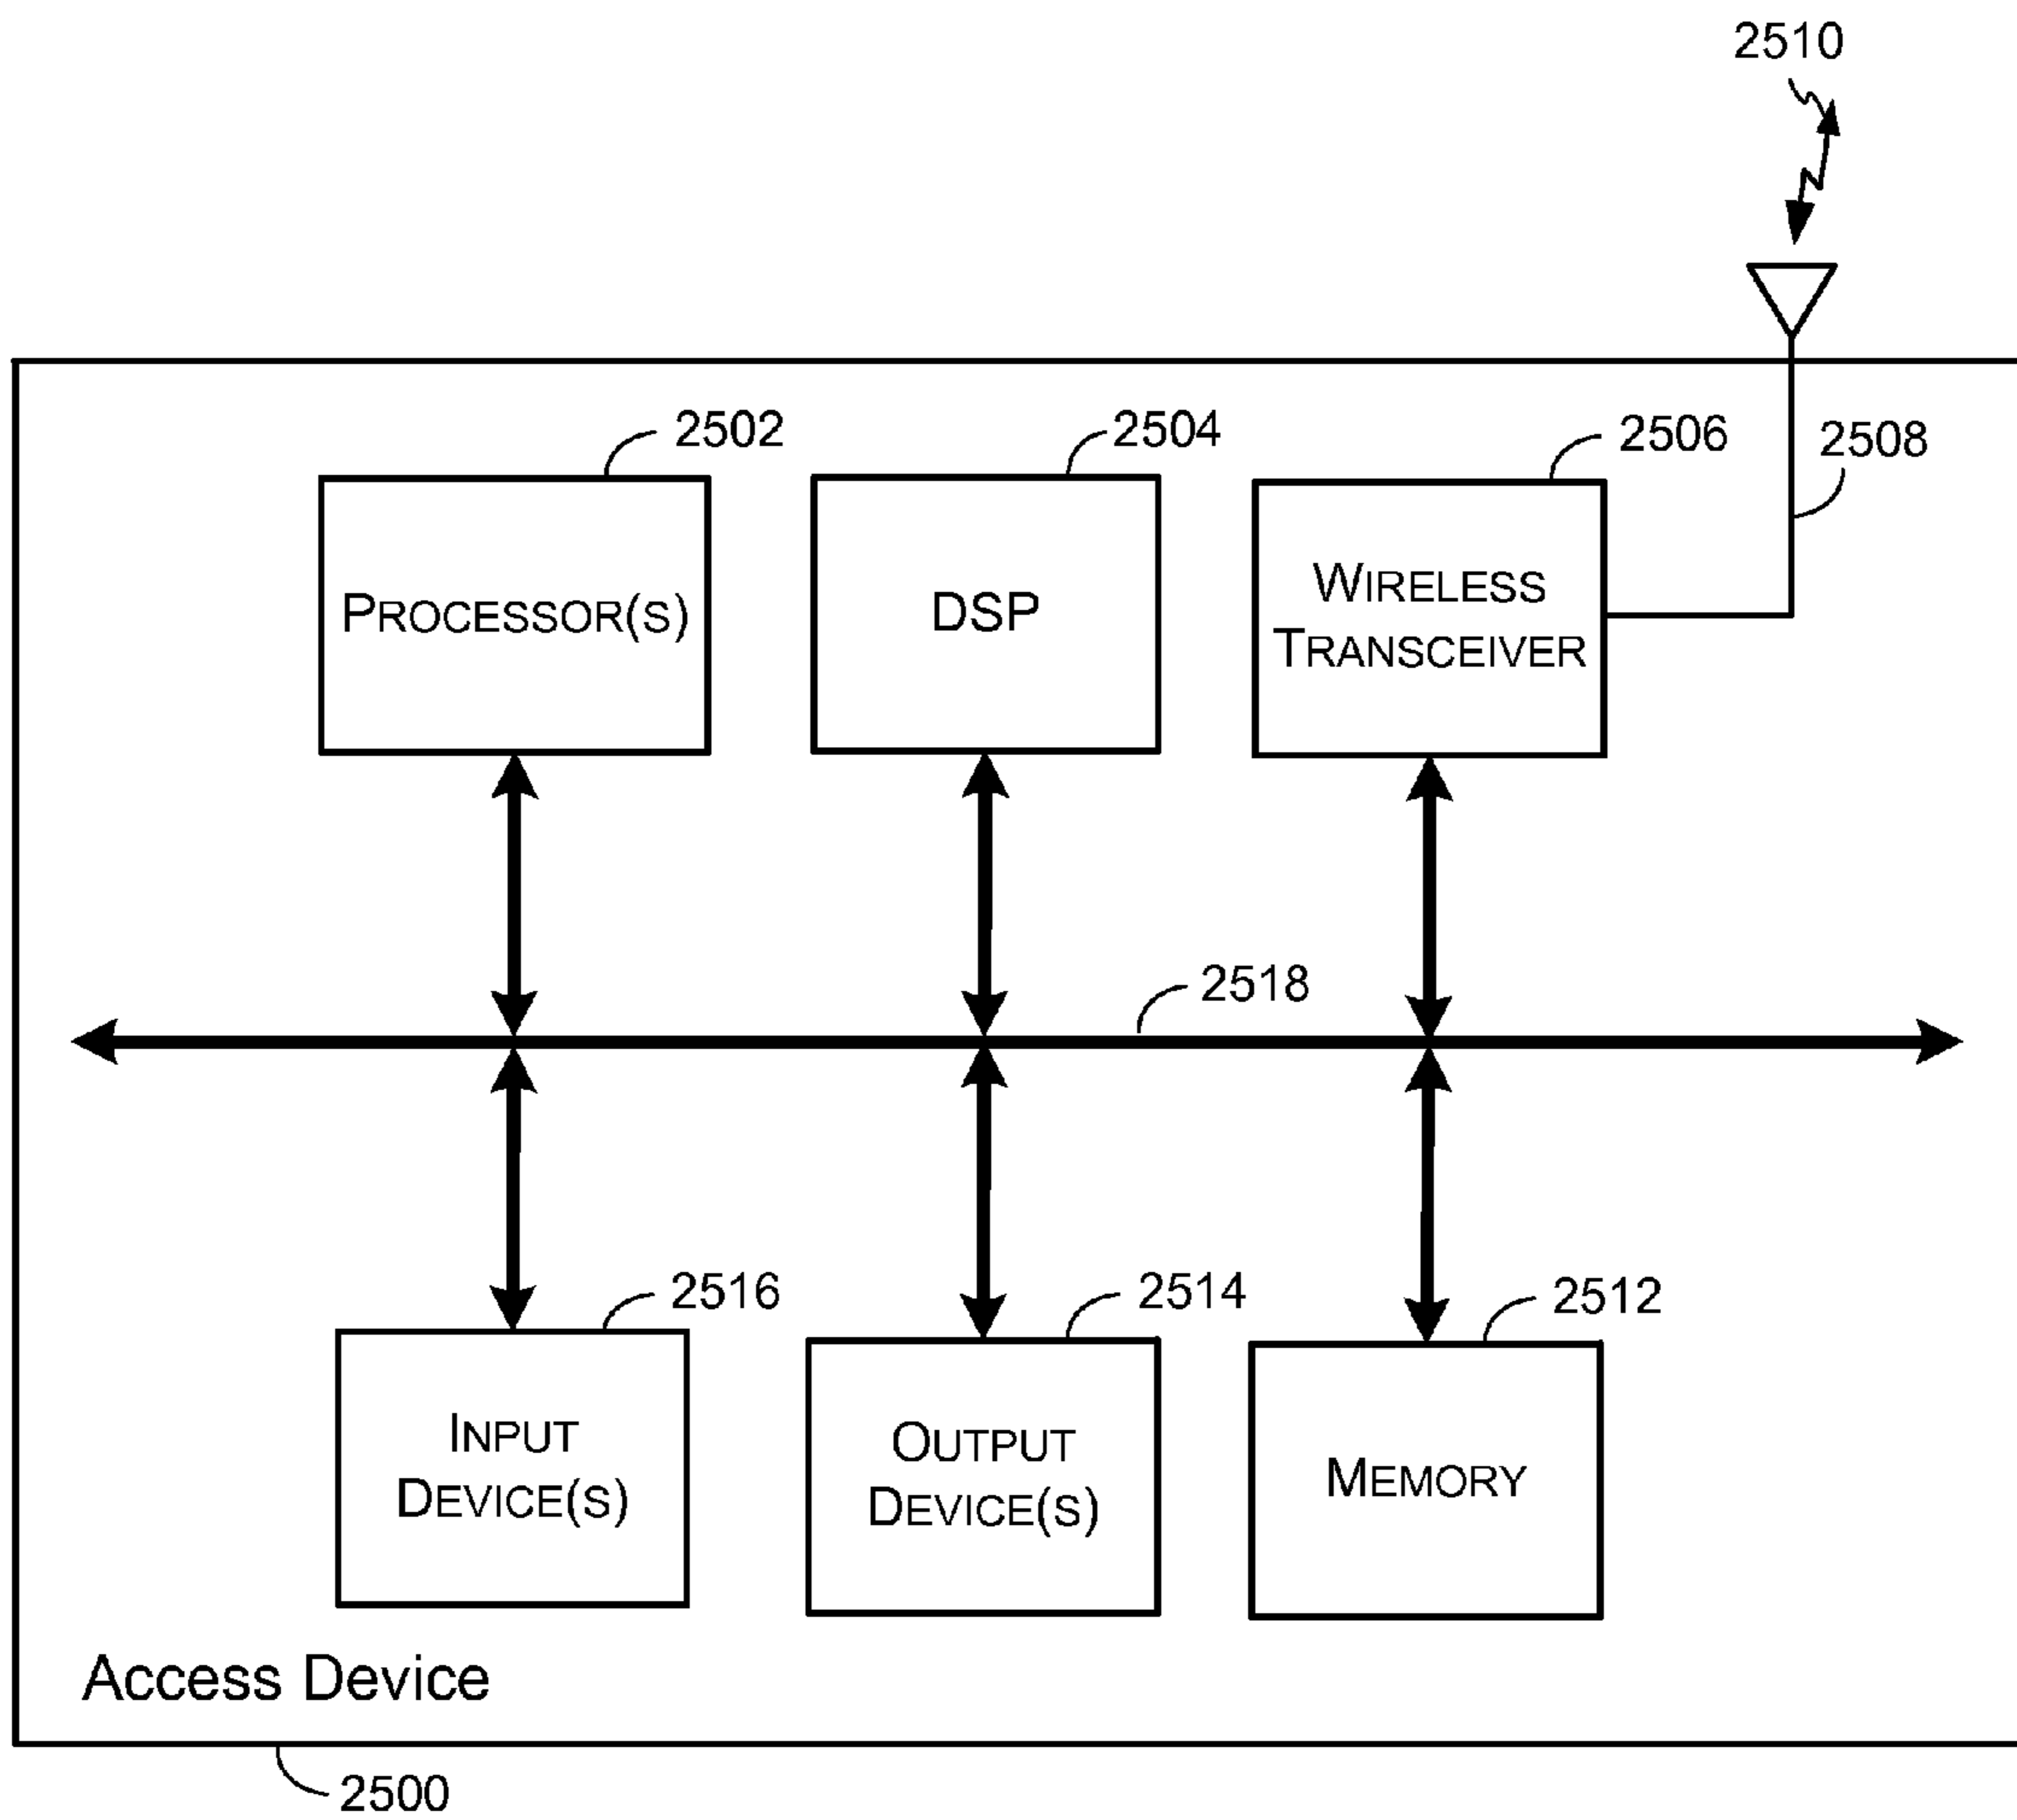 2510
2502
2504
2506
2508
PROCESSOR(S)
DSP
WIRELESS
TRANSCEIVER
2518
2516
2514
2512
INPUT
DEVICE(S)
OUTPUT
DEVICE(S)
MEMORY
Access Device
2500